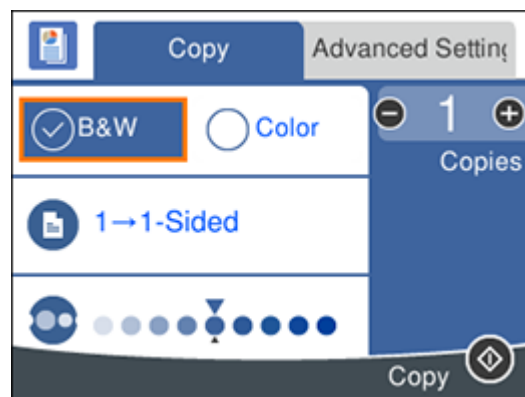 Copy
Advanced Setting
B&W
Color
1
Copies
1→1-Sided
Copy